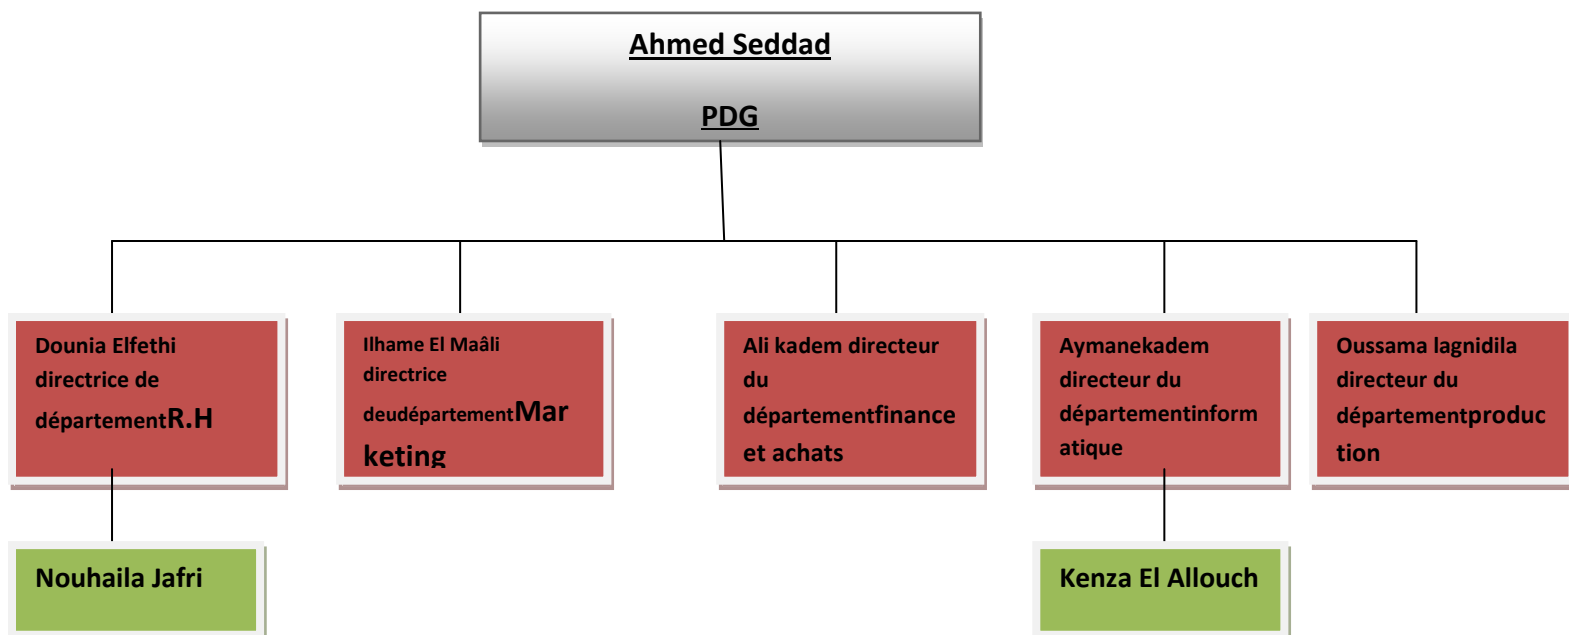 Ahmed Seddad
PDG
Dounia Elfethi
directrice de
départementR.H
Ilhame El Maâli
directrice
deudépartementMar
keting
Ali kadem directeur
du
départementfinance
et achats
Aymanekadem
directeur du
départementinform
atique
Oussama lagnidila
directeur du
départementproduc
tion
Nouhaila Jafri
Kenza El Allouch